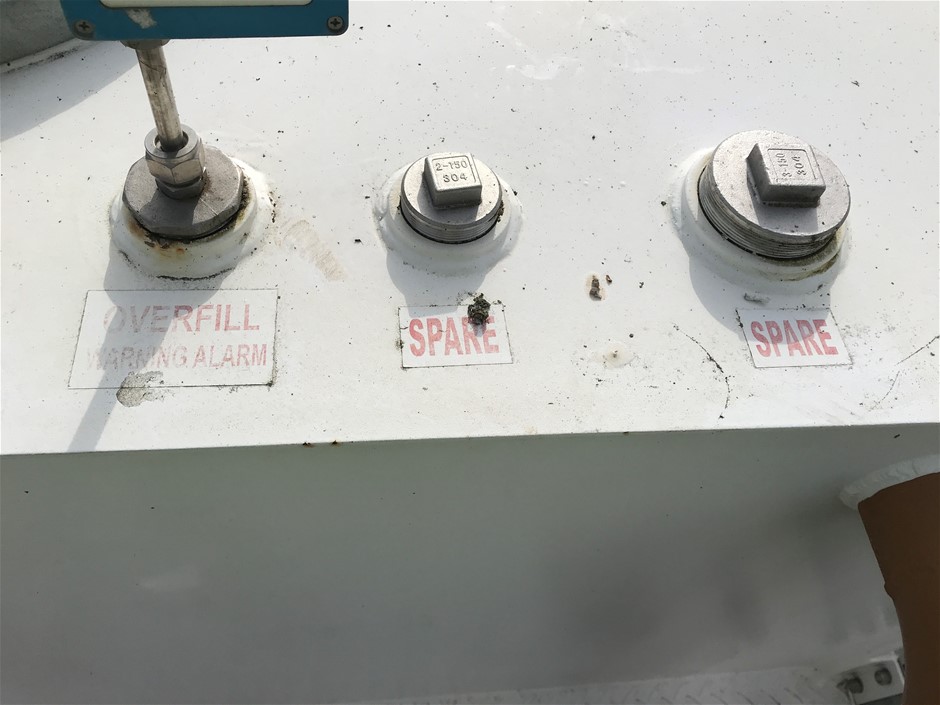 2-150
304
3-150
304
OVERFILL
WARNING ALARM
SPARE
SPARE